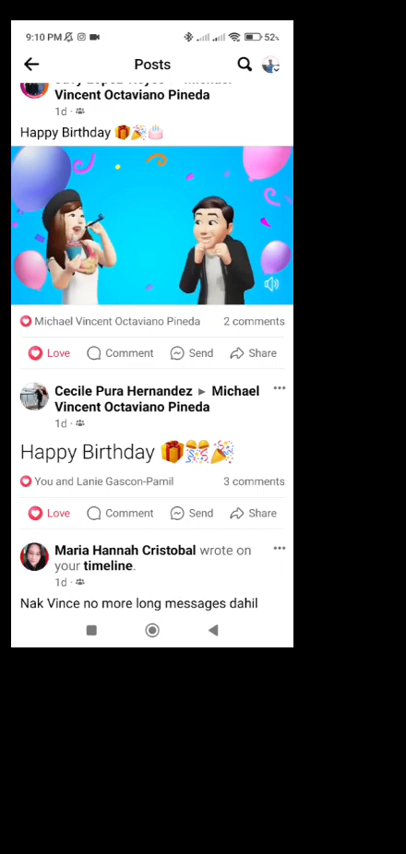 9:10 PM 52%
Posts
Vincent Octaviano Pineda
1d
Happy Birthday 🎁🎉🎂
Michael Vincent Octaviano Pineda 2 comments
Love Comment Send Share
Cecile Pura Hernandez ▸ Michael
Vincent Octaviano Pineda
1d
Happy Birthday 🎁🎊🎉
You and Lanie Gascon-Pamil 3 comments
Love Comment Send Share
Maria Hannah Cristobal wrote on
your timeline.
1d
Nak Vince no more long messages dahil